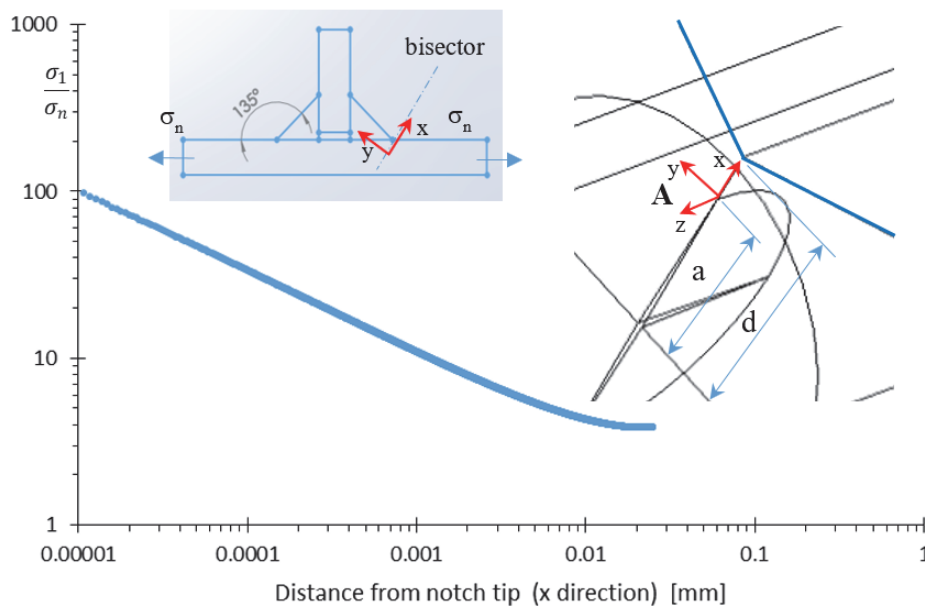 1000
σ₁
σₙ
100
10
1
0.00001
0.0001
0.001
0.01
0.1
1
Distance from notch tip (x direction) [mm]
135°
bisector
σₙ
σₙ
x
y
x
y
A
z
a
d